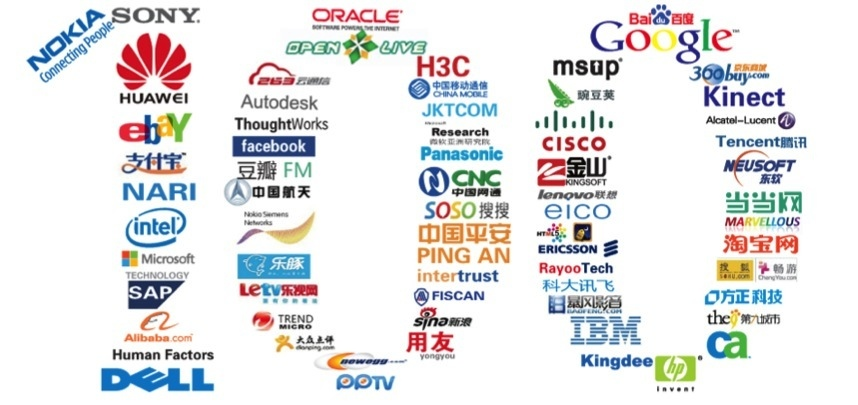 NOKIA
Connecting People
SONY.
HUAWEI
ebay
支付宝
NARI
intel
Microsoft
TECHNOLOGY
SAP
Alibaba.com
Human Factors
DELL
ORACLE
SOFTWARE POWERS THE INTERNET
OPEN LIVE
263云通信
Autodesk
ThoughtWorks
facebook
豆瓣 FM
中国航天
Nokia Siemens
Networks
乐豚
Letv乐视网
TREND
MICRO
大众点评
dianping.com
newegg.com
PPTV
H3C
中国移动通信
CHINA MOBILE
JKTCOM
Microsoft
Research
微软亚洲研究院
Panasonic
CNC
中国网通
SOSO搜搜
中国平安
PING AN
intertrust
FISCAN
sina新浪
用友
yongyou
msup
豌豆荚
CISCO
金山
KINGSOFT
lenovo联想
eico
HTML5
ERICSSON
RayooTech
科大讯飞
暴风影音
BAOFENG.COM
IBM
Kingdee
hp
invent
Bai百度
Google™
京东商城
360buy.com
Kinect
Alcatel-Lucent
Tencent腾讯
NEUSOFT
东软
当当网
MARVELLOUS
淘宝网
搜狐
畅游
ChangYou.com
方正科技
the9第九城市
ca